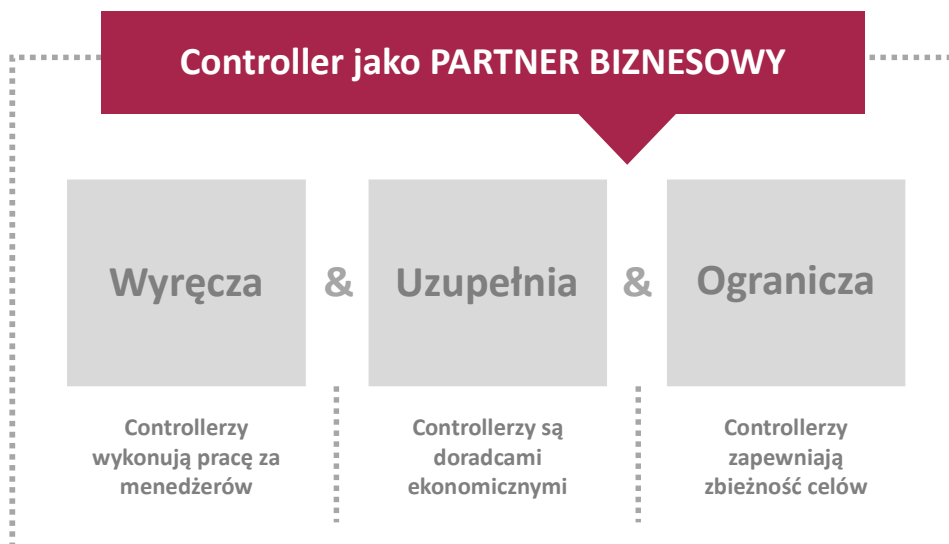 Controller jako PARTNER BIZNESOWY
Wyręcza & Uzupełnia & Ogranicza
Controllerzy
wykonują pracę za
menedżerów
Controllerzy są
doradcami
ekonomicznymi
Controllerzy
zapewniają
zbieżność celów